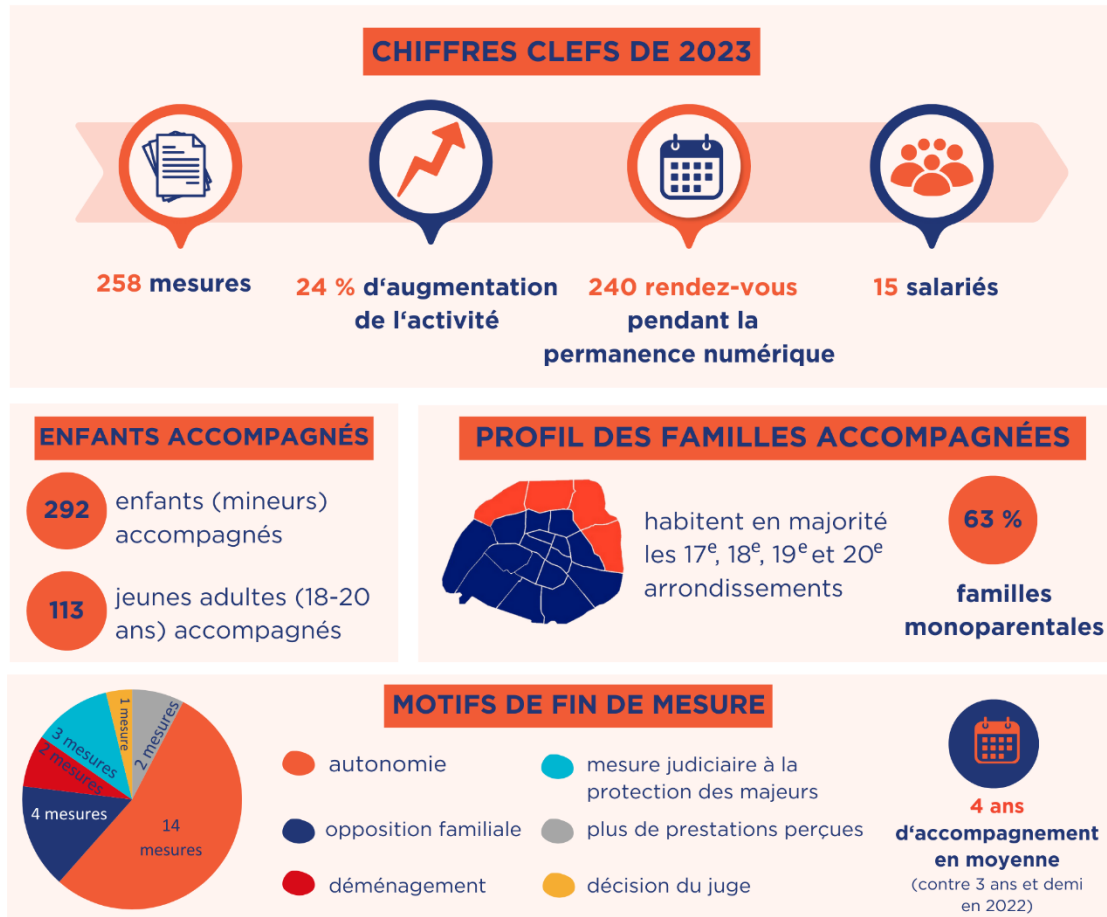 CHIFFRES CLEFS DE 2023
258 mesures
24 % d'augmentation
de l'activité
240 rendez-vous
pendant la
permanence numérique
15 salariés
ENFANTS ACCOMPAGNÉS
292
enfants (mineurs)
accompagnés
113
jeunes adultes (18-20
ans) accompagnés
PROFIL DES FAMILLES ACCOMPAGNÉES
habitent en majorité
les 17e, 18e, 19e et 20e
arrondissements
63 %
familles
monoparentales
MOTIFS DE FIN DE MESURE
1 mesure
2 mesures
3 mesures
2 mesures
4 mesures
14
mesures
autonomie
opposition familiale
déménagement
mesure judiciaire à la
protection des majeurs
plus de prestations perçues
décision du juge
4 ans
d'accompagnement
en moyenne
(contre 3 ans et demi
en 2022)